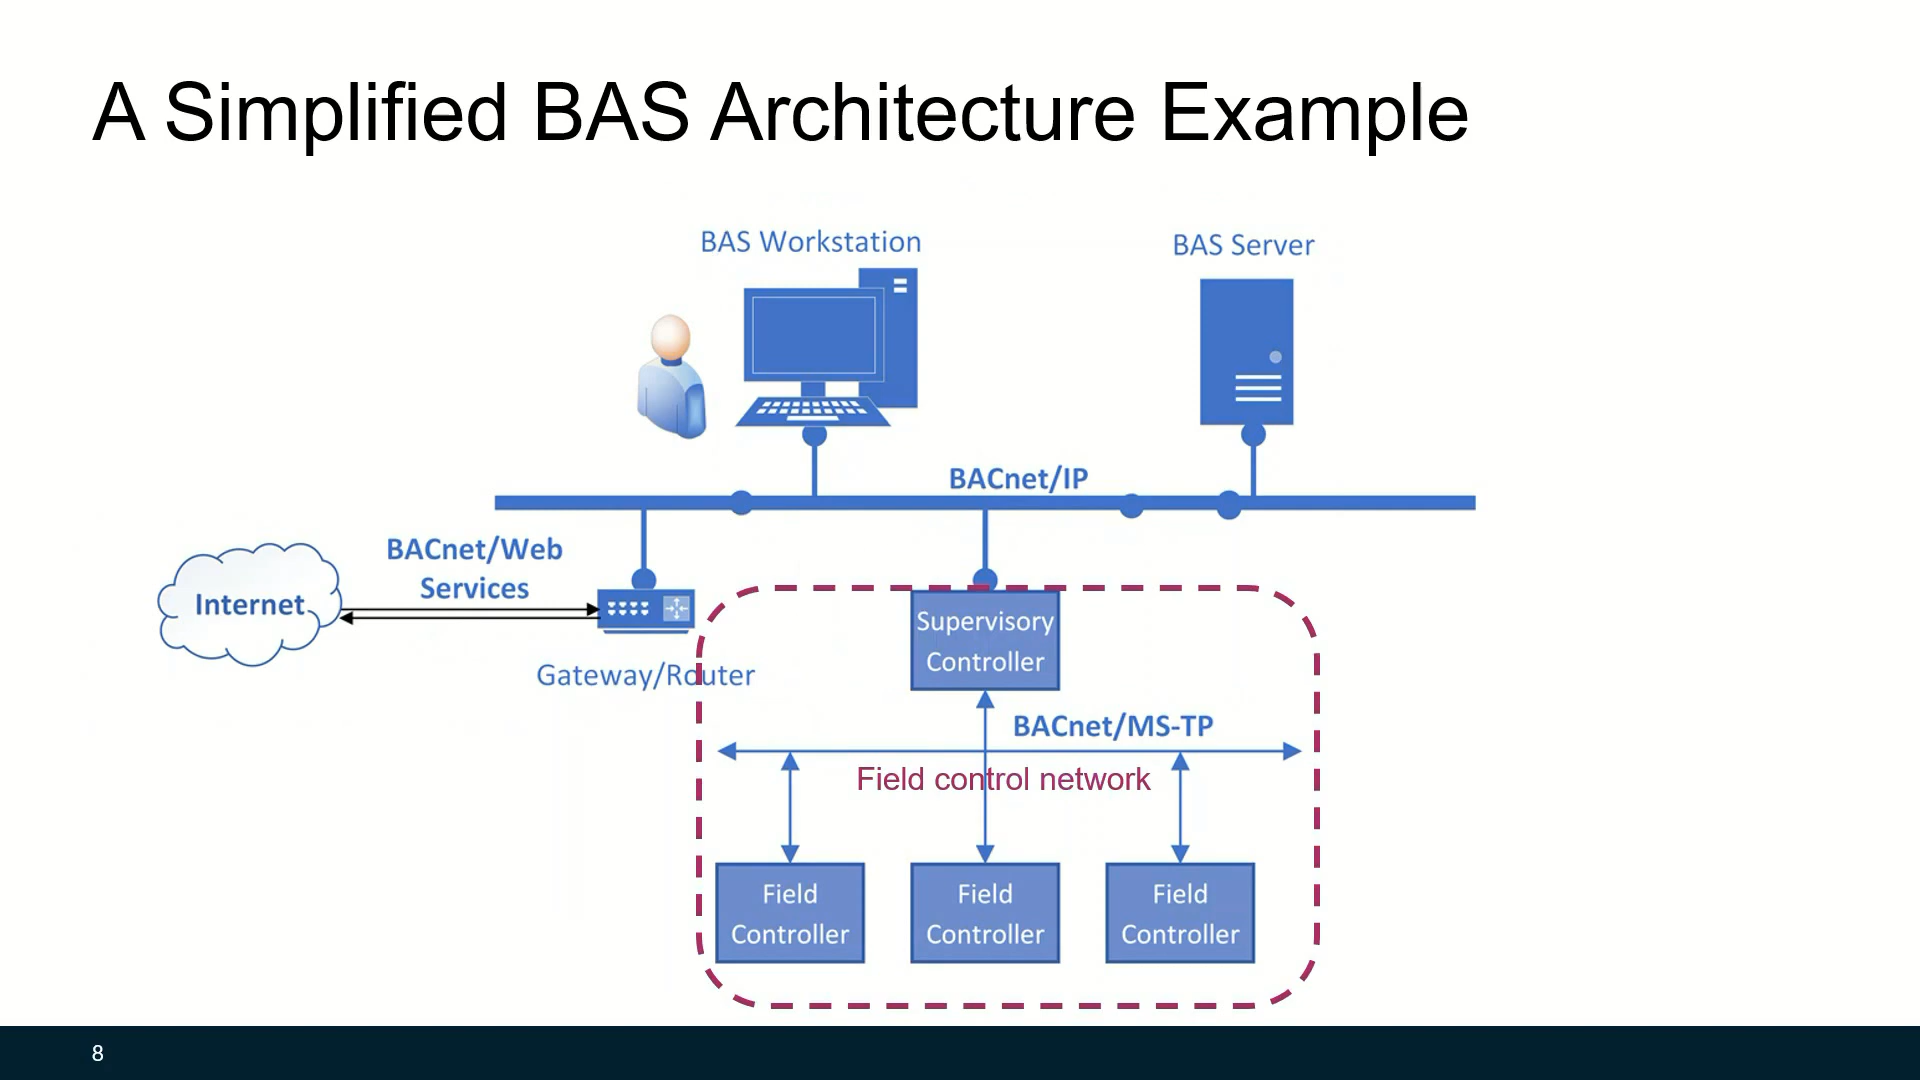 A Simplified BAS Architecture Example
BAS Workstation
BAS Server
BACnet/IP
BACnet/Web
Services
Internet
Gateway/Router
Supervisory
Controller
BACnet/MS-TP
Field control network
Field
Controller
Field
Controller
Field
Controller
8